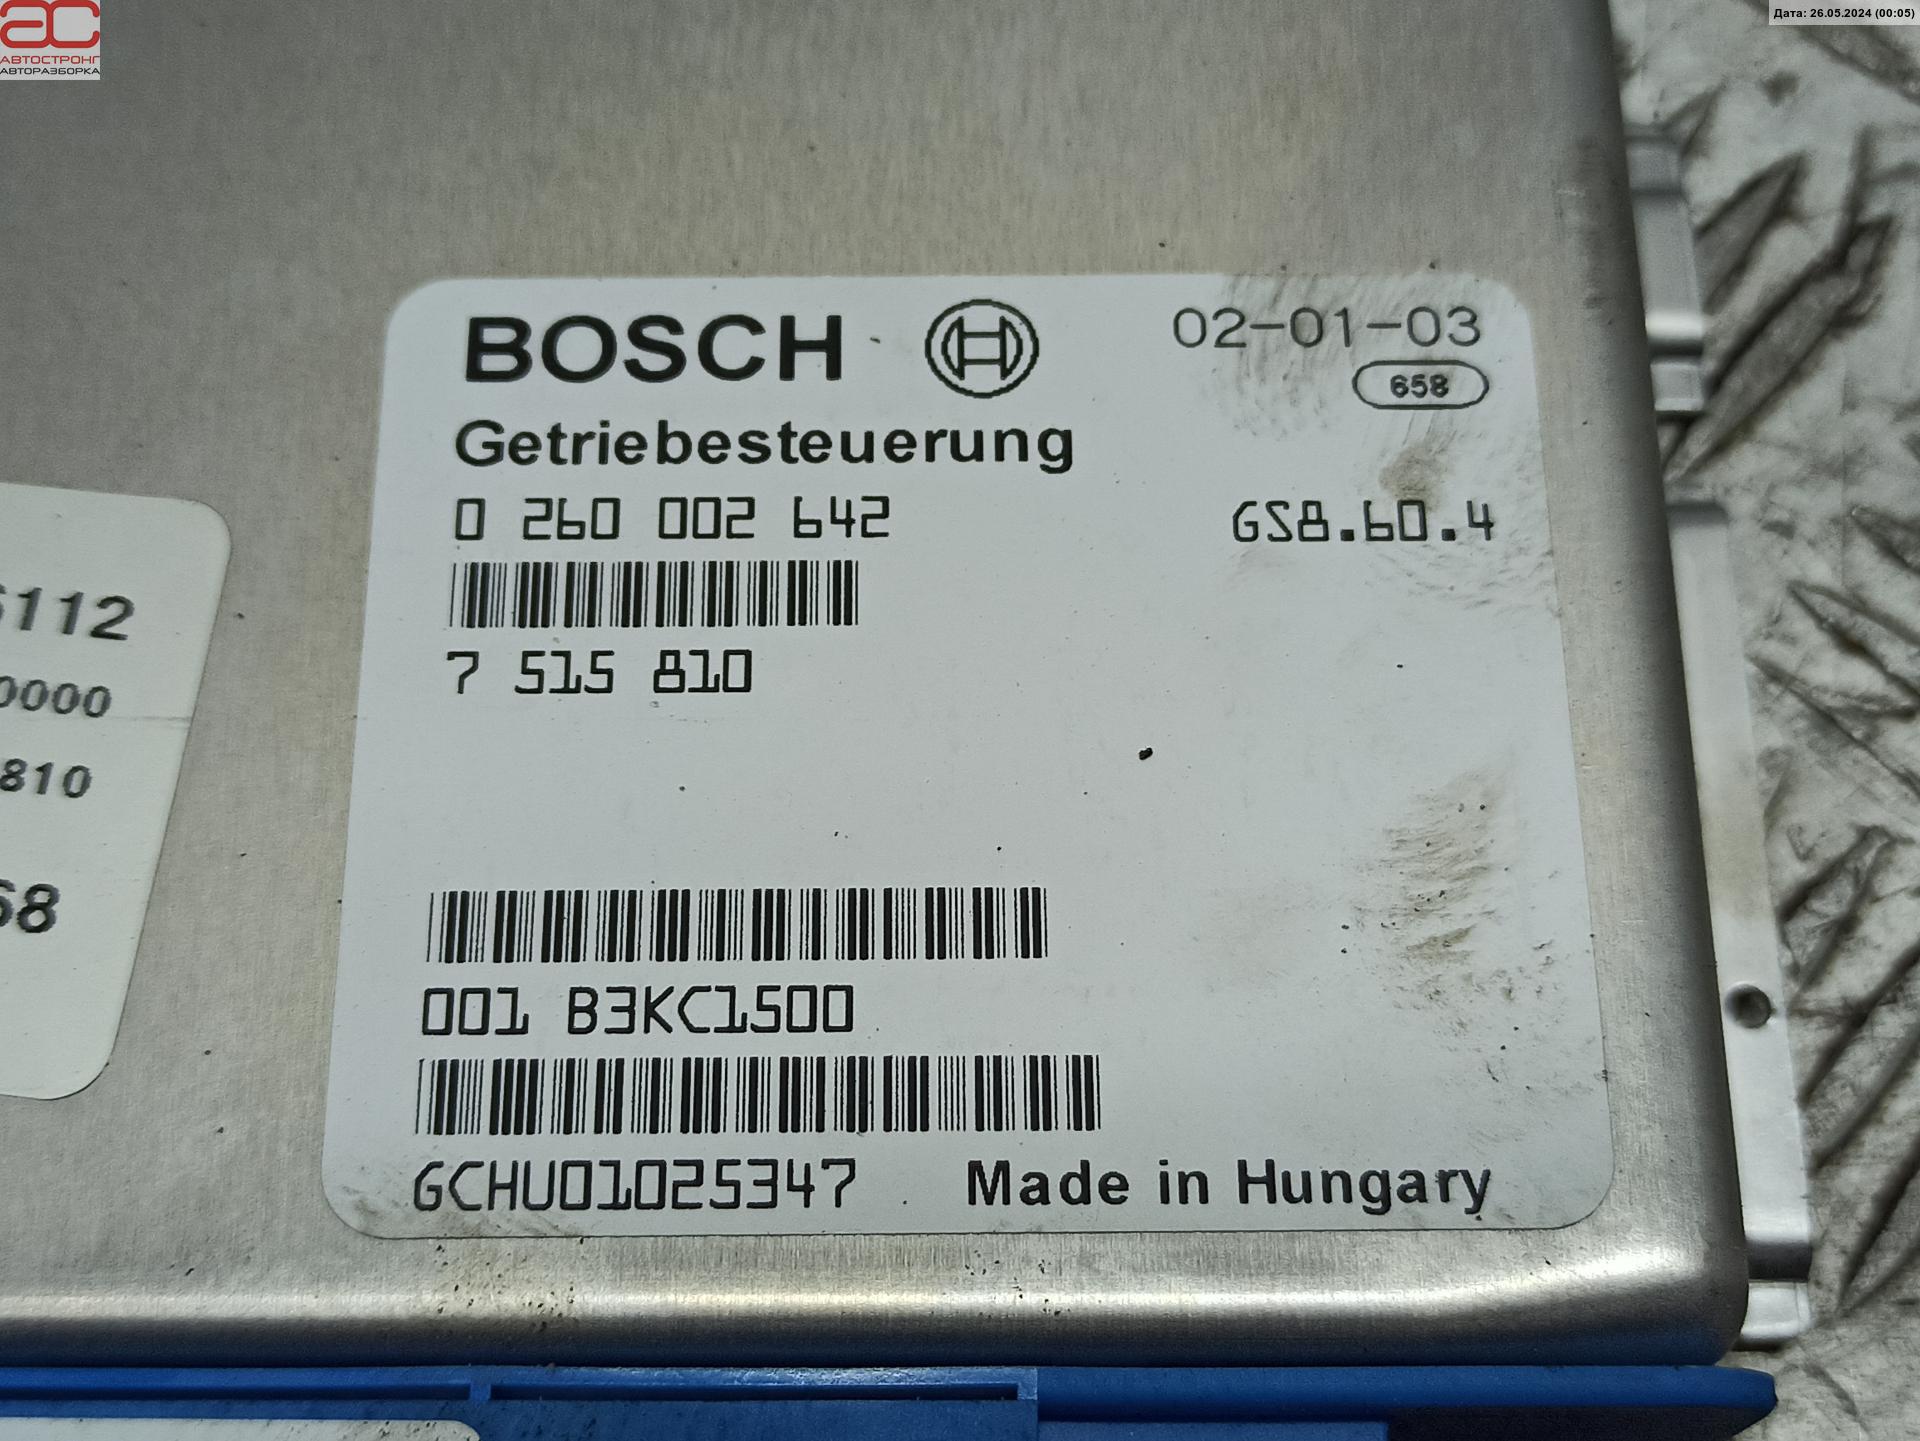 АВТОСТРОНГ
АВТОРАЗБОРКА
Дата: 26.05.2024 (00:05)
BOSCH
02-01-03
658
Getriebesteuerung
0 260 002 642
GS8.60.4
7 515 810
001 B3KC1500
GCHU01025347
Made in Hungary
112
0000
810
68